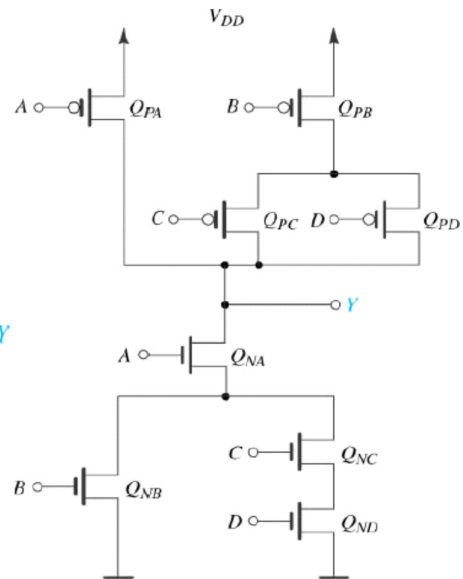 V_DD
A Q_PA B Q_PB
C Q_PC D Q_PD
Y
Y
A Q_NA
C Q_NC
B Q_NB
D Q_ND